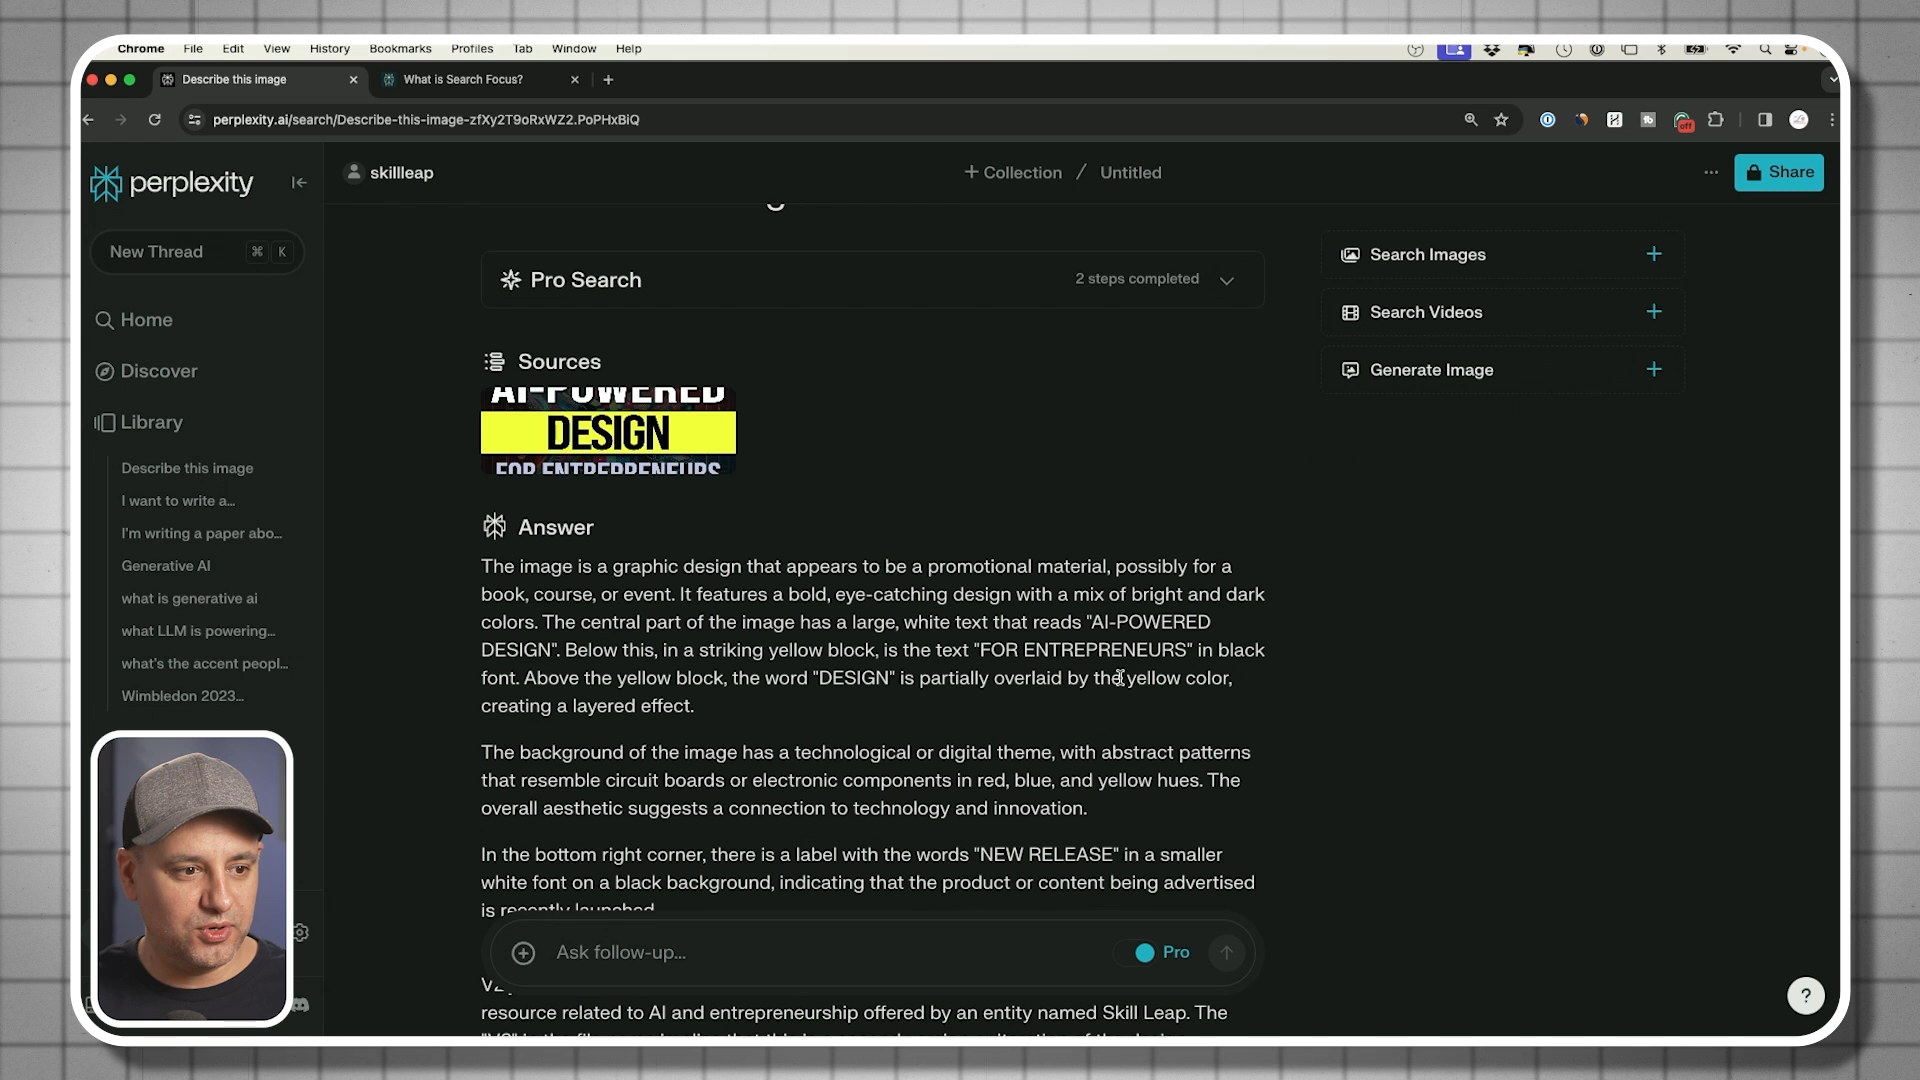 Chrome File Edit View History Bookmarks Profiles Tab Window Help
Describe this image
What is Search Focus?
perplexity.ai/search/Describe-this-image-zfXy2T9oRxWZ2.PoPHxBiQ
off
perplexity
skillleap
+ Collection / Untitled
Share
New Thread ⌘ K
Home
Discover
Library
Describe this image
I want to write a...
I'm writing a paper abo...
Generative AI
what is generative ai
what LLM is powering...
what's the accent peopl...
Wimbledon 2023...
Pro Search
2 steps completed
Sources
AI-POWERED
DESIGN
FOR ENTREPRENEURS
Answer
The image is a graphic design that appears to be a promotional material, possibly for a
book, course, or event. It features a bold, eye-catching design with a mix of bright and dark
colors. The central part of the image has a large, white text that reads "AI-POWERED
DESIGN". Below this, in a striking yellow block, is the text "FOR ENTREPRENEURS" in black
font. Above the yellow block, the word "DESIGN" is partially overlaid by the yellow color,
creating a layered effect.
The background of the image has a technological or digital theme, with abstract patterns
that resemble circuit boards or electronic components in red, blue, and yellow hues. The
overall aesthetic suggests a connection to technology and innovation.
In the bottom right corner, there is a label with the words "NEW RELEASE" in a smaller
white font on a black background, indicating that the product or content being advertised
is recently launched.
Ask follow-up...
Pro
resource related to AI and entrepreneurship offered by an entity named Skill Leap. The
Search Images
Search Videos
Generate Image
?